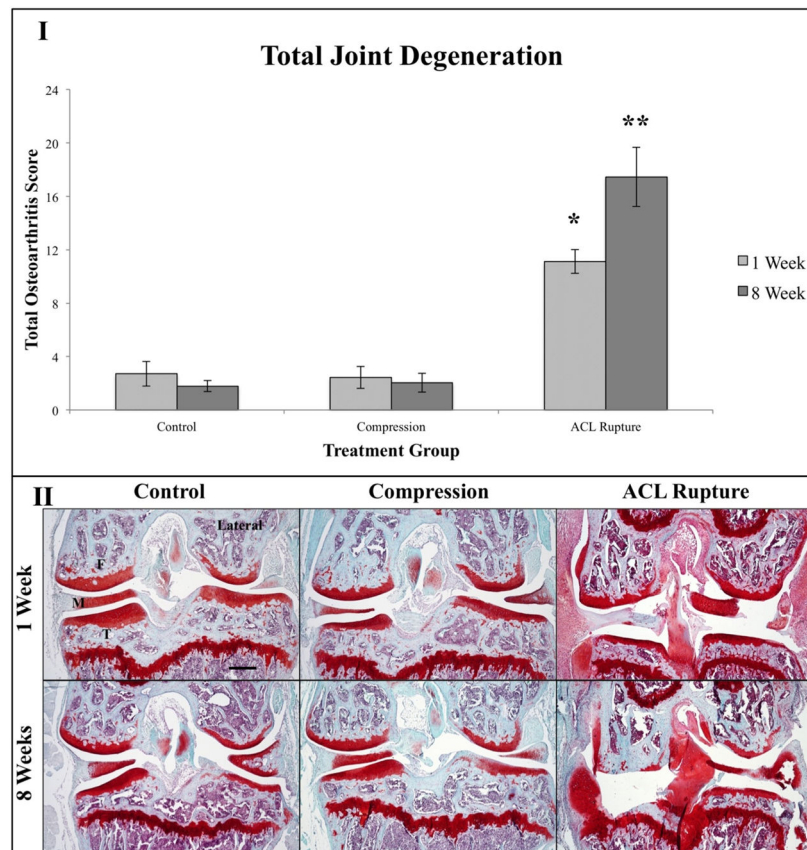 I
Total Joint Degeneration
Total Osteoarthritis Score
24
20
16
12
8
4
0
*
**
1 Week
8 Week
Control
Compression
ACL Rupture
Treatment Group
II
Control
Compression
ACL Rupture
1 Week
Lateral
F
M
T
8 Weeks